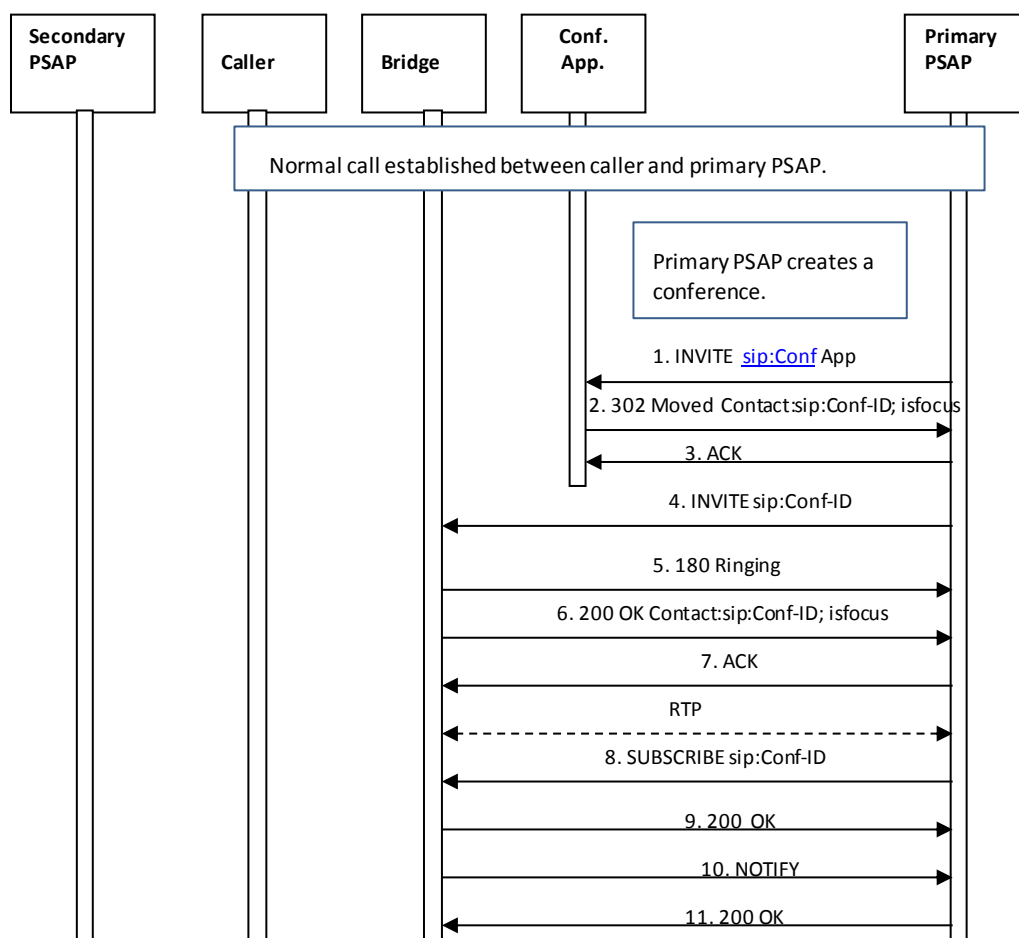 Secondary
PSAP
Caller
Bridge
Conf.
App.
Primary
PSAP
Normal call established between caller and primary PSAP.
Primary PSAP creates a
conference.
1. INVITE sip:Conf App
2. 302 Moved Contact:sip:Conf-ID; isfocus
3. ACK
4. INVITE sip:Conf-ID
5. 180 Ringing
6. 200 OK Contact:sip:Conf-ID; isfocus
7. ACK
RTP
8. SUBSCRIBE sip:Conf-ID
9. 200 OK
10. NOTIFY
11. 200 OK